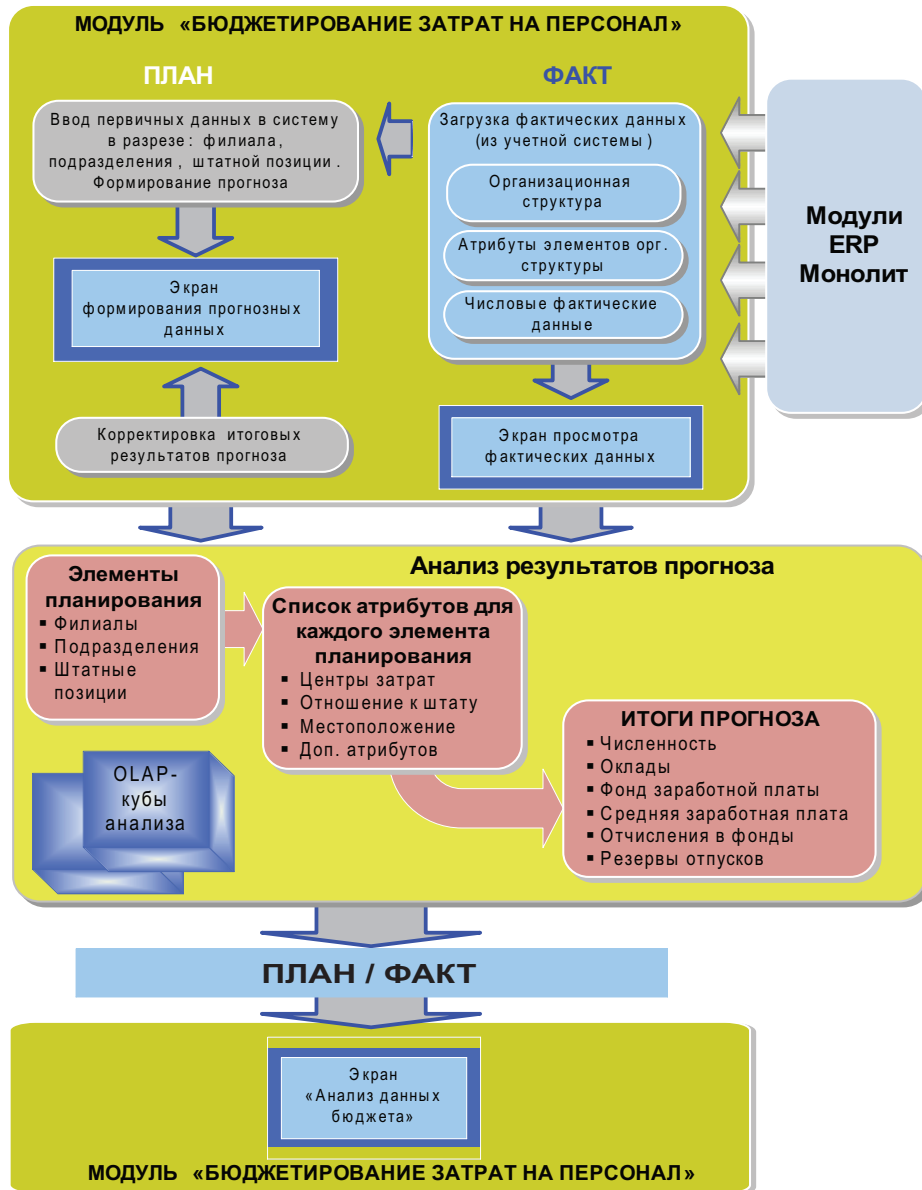 МОДУЛЬ «БЮДЖЕТИРОВАНИЕ ЗАТРАТ НА ПЕРСОНАЛ»
ПЛАН
Ввод первичных данных в систему
в разрезе: филиала,
подразделения, штатной позиции.
Формирование прогноза
Экран
формирования прогнозных
данных
Корректировка итоговых
результатов прогноза
ФАКТ
Загрузка фактических данных
(из учетной системы)
Организационная
структура
Атрибуты элементов орг.
структуры
Числовые фактические
данные
Экран просмотра
фактических данных
Модули
ERP
Монолит
Анализ результатов прогноза
Элементы
планирования
▪ Филиалы
▪ Подразделения
▪ Штатные
позиции
Список атрибутов для
каждого элемента
планирования
▪ Центры затрат
▪ Отношение к штату
▪ Местоположение
▪ Доп. атрибутов
ИТОГИ ПРОГНОЗА
▪ Численность
▪ Оклады
▪ Фонд заработной платы
▪ Средняя заработная плата
▪ Отчисления в фонды
▪ Резервы отпусков
OLAP-
кубы
анализа
ПЛАН / ФАКТ
Экран
«Анализ данных
бюджета»
МОДУЛЬ «БЮДЖЕТИРОВАНИЕ ЗАТРАТ НА ПЕРСОНАЛ»